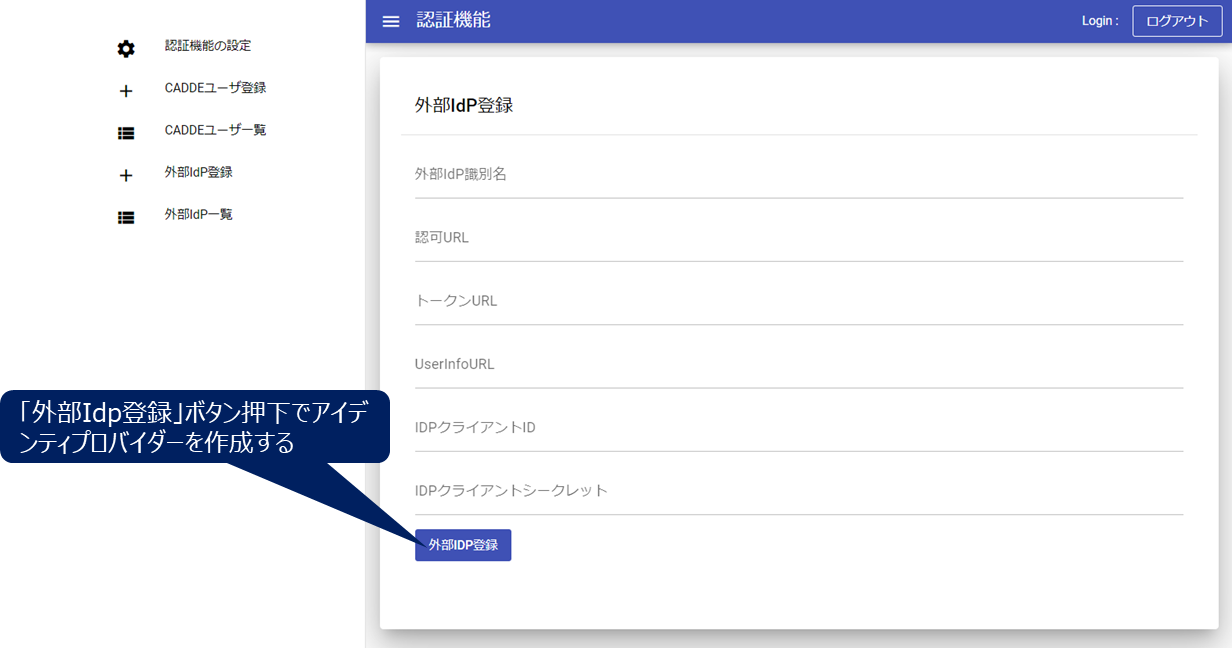 認証機能の設定
CADDEユーザ登録
CADDEユーザ一覧
外部IdP登録
外部IdP一覧
認証機能
Login :
ログアウト
外部IdP登録
外部IdP識別名
認可URL
トークンURL
UserInfoURL
IDPクライアントID
IDPクライアントシークレット
外部IDP登録
「外部Idp登録」ボタン押下でアイデ
ンティプロバイダーを作成する